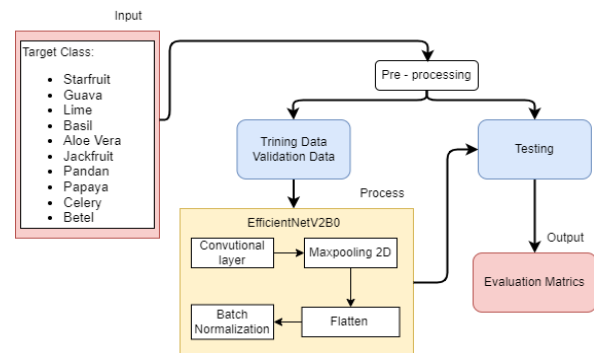 Input
Target Class:
• Starfruit
• Guava
• Lime
• Basil
• Aloe Vera
• Jackfruit
• Pandan
• Papaya
• Celery
• Betel
Pre - processing
Trining Data
Validation Data
Testing
Process
EfficientNetV2B0
Convutional
layer
Maxpooling 2D
Batch
Normalization
Flatten
Output
Evaluation Matrics